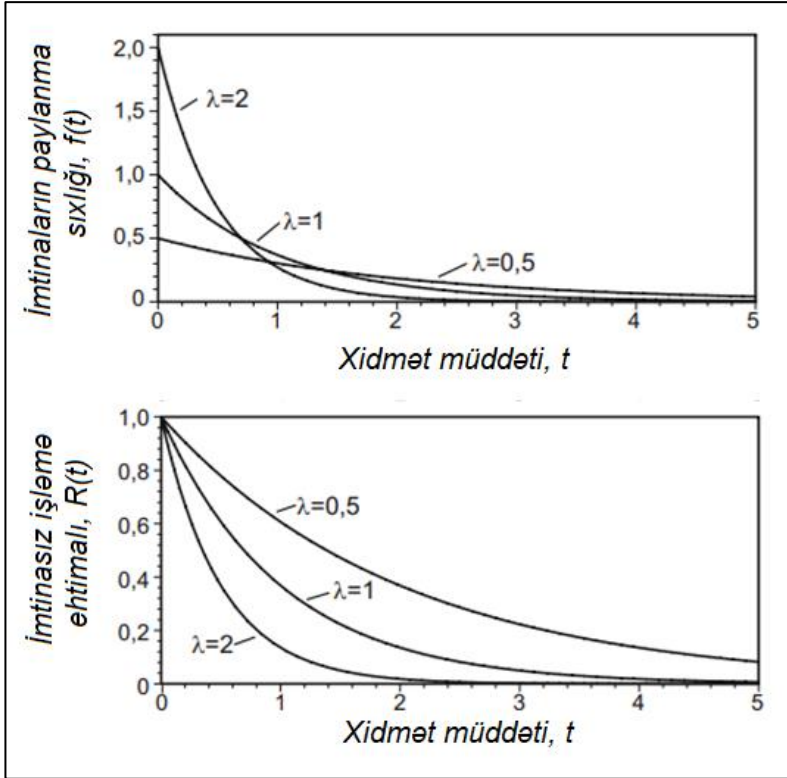 İmtinaların paylanma
sıxlığı, f(t)
2,0
1,5
1,0
0,5
0
λ=2
λ=1
λ=0,5
0 1 2 3 4 5
Xidmət müddəti, t
İmtinasız işləmə
ehtimalı, R(t)
1,0
0,8
0,6
0,4
0,2
0
λ=0,5
λ=1
λ=2
0 1 2 3 4 5
Xidmət müddəti, t